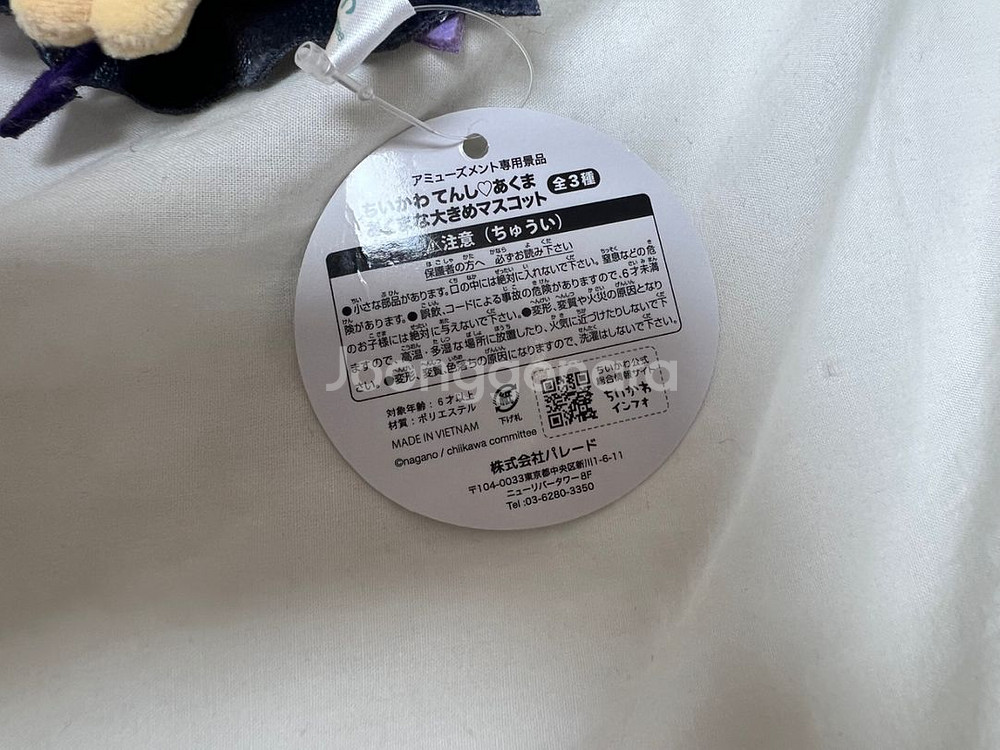 アミューズメント専用景品
ちいかわ てんし♡あくま
あくまな大きめマスコット 全3種
⚠注意（ちゅうい）
保護者の方へ 必ずお読み下さい
●小さな部品があります。口の中には絶対に入れないで下さい。窒息などの危
険があります。●誤飲、コードによる事故の危険がありますので、6才未満
のお子様には絶対に与えないで下さい。●変形、変質や火災の原因となり
ますので、高温・多湿な場所に放置したり、火気に近づけたりしないで下
さい。●変形、変質、色落ちの原因になりますので、洗濯はしないで下さい。
Joonggonara
対象年齢：6才以上
材質：ポリエステル
下げ札
MADE IN VIETNAM
©nagano / chiikawa committee
ちいかわ公式
総合情報サイト
ちいかわ
インフォ
株式会社パレード
〒104-0033東京都中央区新川1-6-11
ニューリバータワー8F
Tel :03-6280-3350